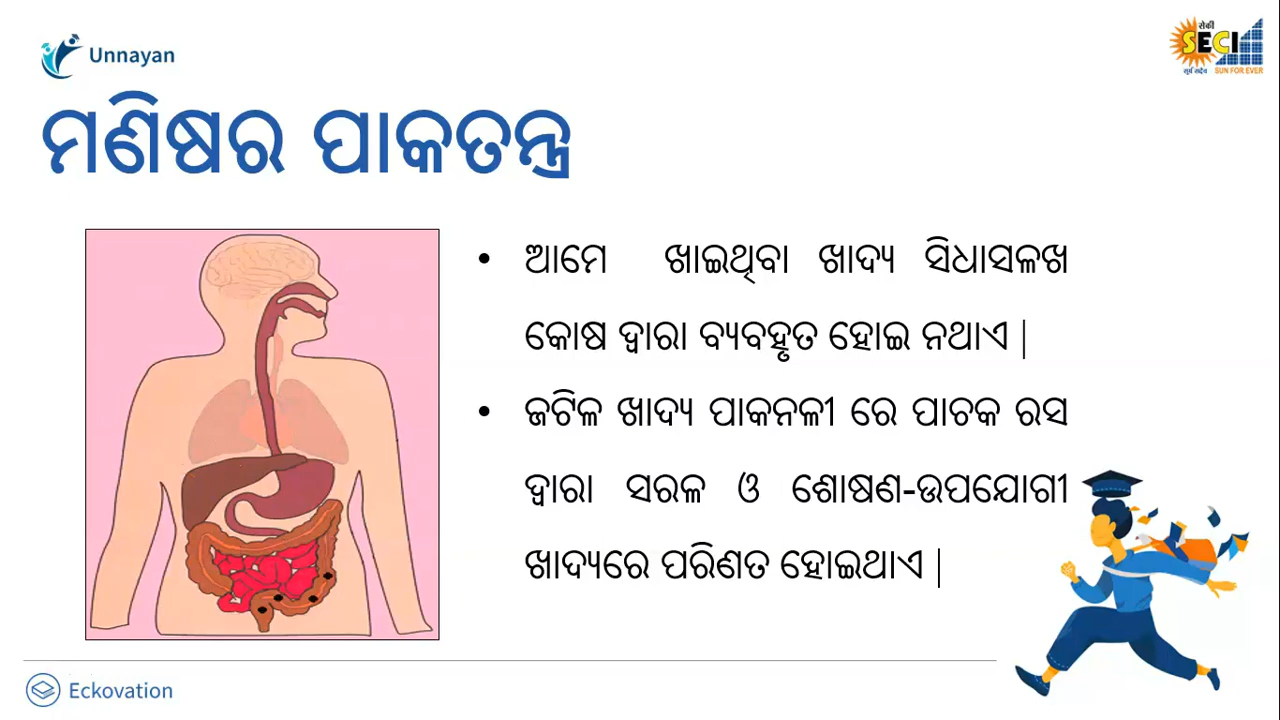 Unnayan
सेकी
SECI
सूर्य सदैव SUN FOR EVER
ମଣିଷର ପାକତନ୍ତ୍ର
• ଆମେ ଖାଇଥିବା ଖାଦ୍ୟ ସିଧାସଳଖ
କୋଷ ଦ୍ୱାରା ବ୍ୟବହୃତ ହୋଇ ନଥାଏ |
• ଜଟିଳ ଖାଦ୍ୟ ପାକନଳୀ ରେ ପାଚକ ରସ
ଦ୍ୱାରା ସରଳ ଓ ଶୋଷଣ-ଉପଯୋଗୀ
ଖାଦ୍ୟରେ ପରିଣତ ହୋଇଥାଏ |
Eckovation